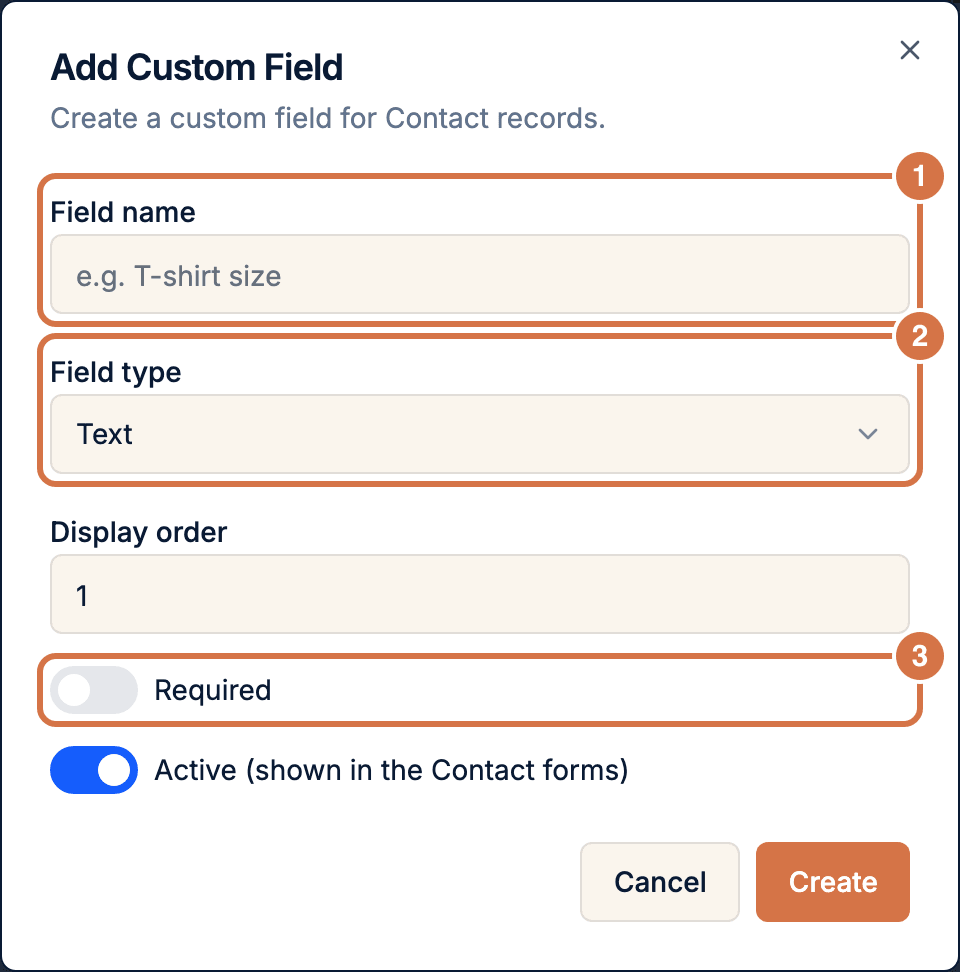 Add Custom Field
Create a custom field for Contact records.
1
Field name
e.g. T-shirt size
2
Field type
Text
Display order
1
3
Required
Active (shown in the Contact forms)
Cancel
Create